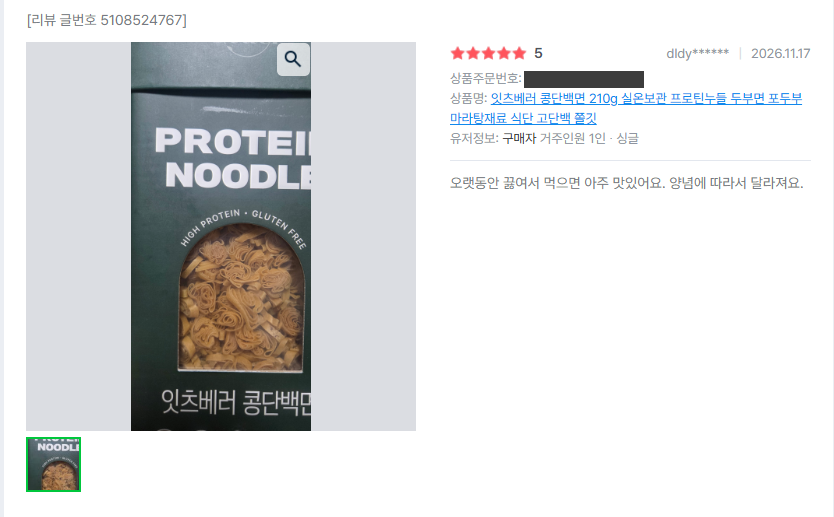 [리뷰 글번호 5108524767]
PROTEI
NOODLE
HIGH PROTEIN · GLUTEN FREE
잇츠베러 콩단백면
NOODL
5 dldy****** | 2026.11.17
상품주문번호:
상품명: 잇츠베러 콩단백면 210g 실온보관 프로틴누들 두부면 포두부
마라탕재료 식단 고단백 쫄깃
유저정보: 구매자 거주인원 1인 · 싱글
오랫동안 끓여서 먹으면 아주 맛있어요. 양념에 따라서 달라져요.